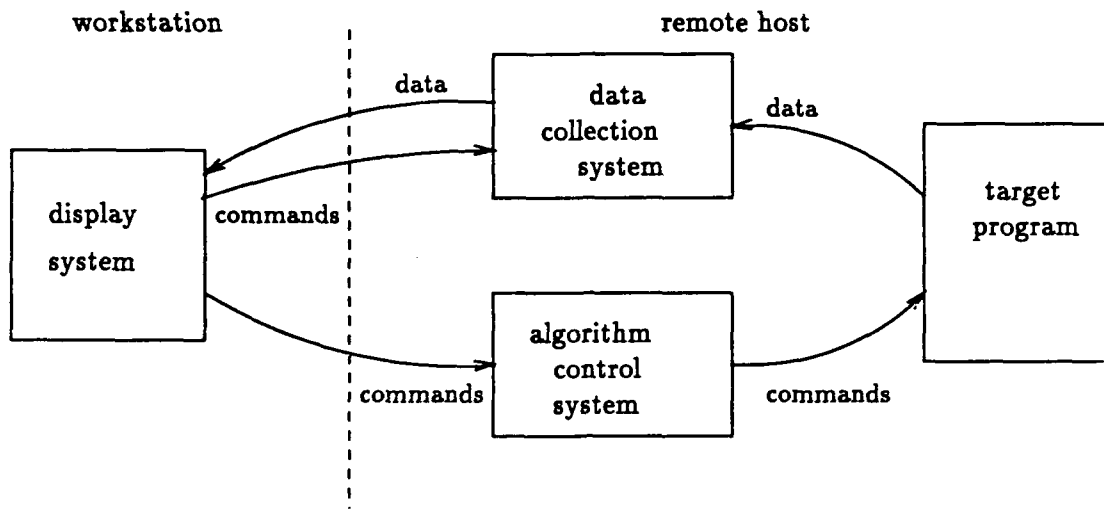 workstation
remote host
data
data
collection
system
data
display
system
commands
target
program
algorithm
control
system
commands
commands